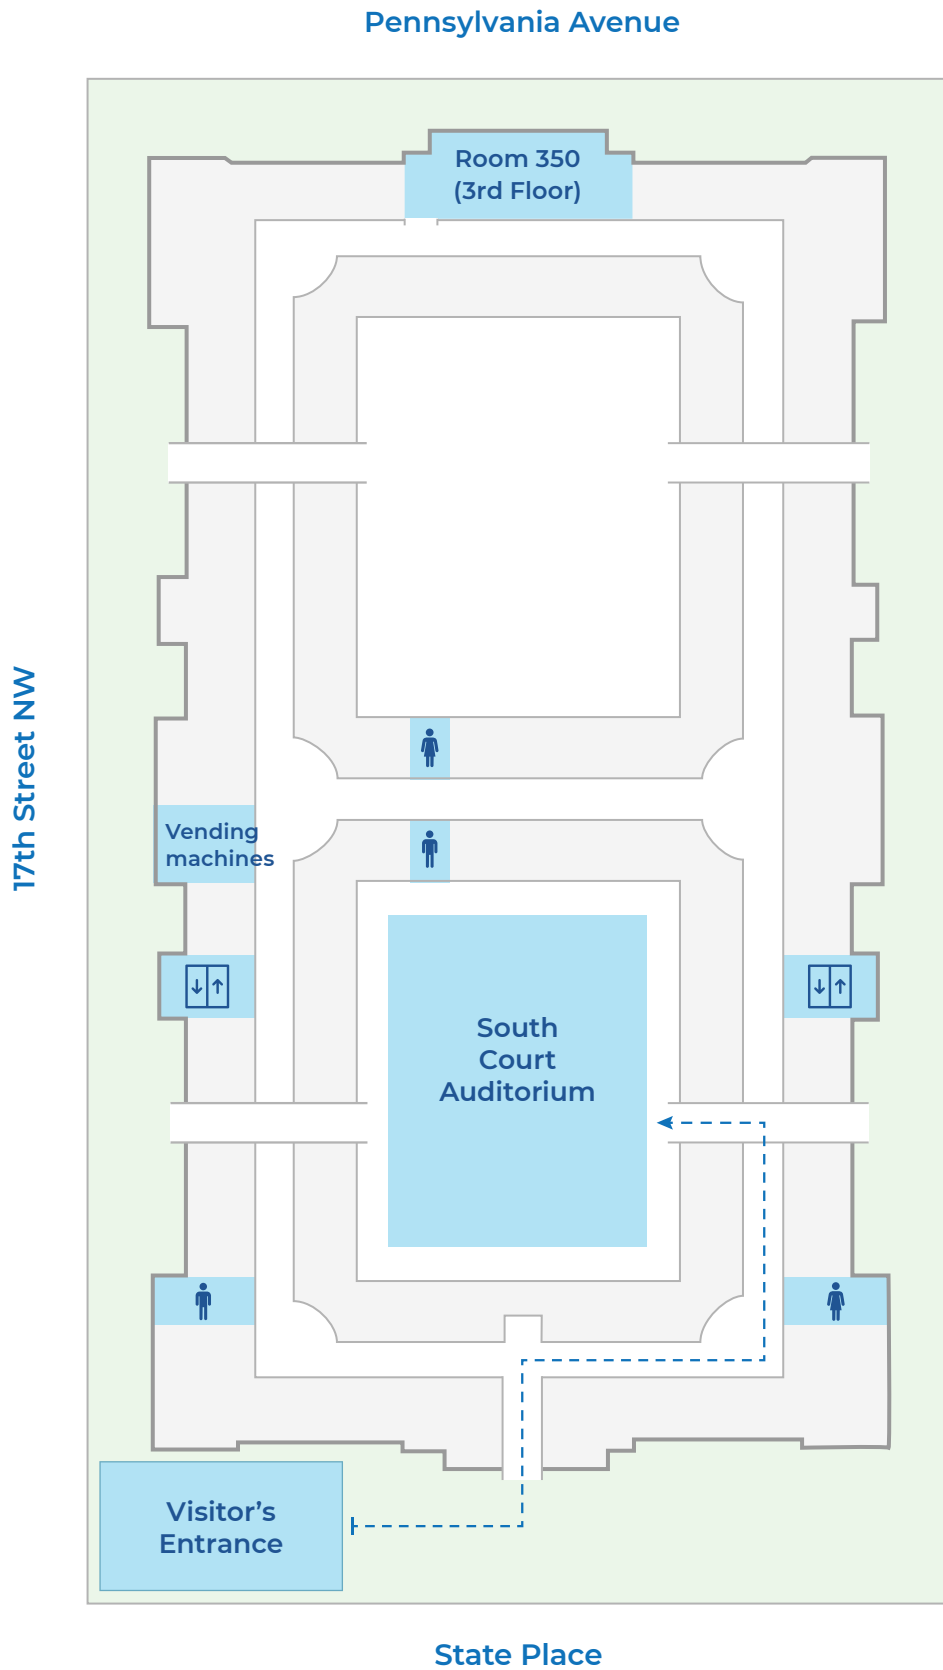 Pennsylvania Avenue
Room 350
(3rd Floor)
17th Street NW
Vending
machines
South
Court
Auditorium
Visitor’s
Entrance
State Place